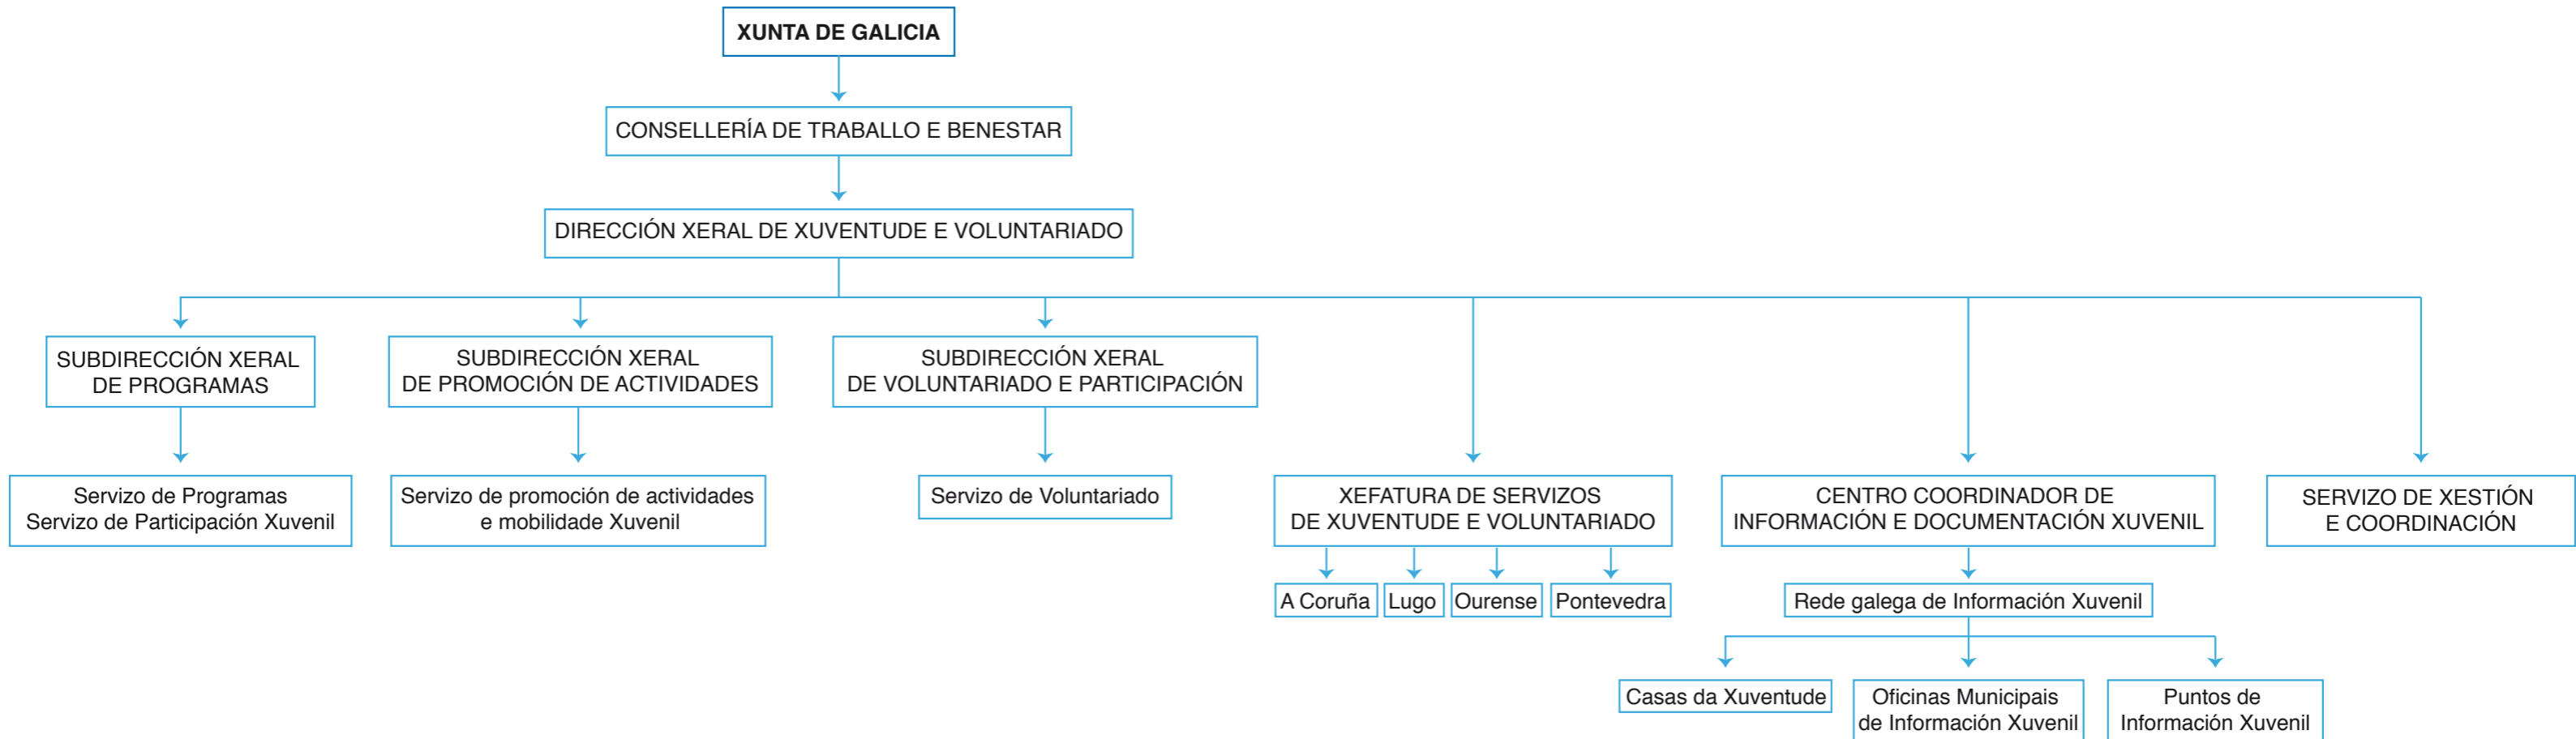 XUNTA DE GALICIA
CONSELLERÍA DE TRABALLO E BENESTAR
DIRECCIÓN XERAL DE XUVENTUDE E VOLUNTARIADO
SUBDIRECCIÓN XERAL
DE PROGRAMAS
SUBDIRECCIÓN XERAL
DE PROMOCIÓN DE ACTIVIDADES
SUBDIRECCIÓN XERAL
DE VOLUNTARIADO E PARTICIPACIÓN
Servizo de Programas
Servizo de Participación Xuvenil
Servizo de promoción de actividades
e mobilidade Xuvenil
Servizo de Voluntariado
XEFATURA DE SERVIZOS
DE XUVENTUDE E VOLUNTARIADO
CENTRO COORDINADOR DE
INFORMACIÓN E DOCUMENTACIÓN XUVENIL
SERVIZO DE XESTIÓN
E COORDINACIÓN
A Coruña
Lugo
Ourense
Pontevedra
Rede galega de Información Xuvenil
Casas da Xuventude
Oficinas Municipais
de Información Xuvenil
Puntos de
Información Xuvenil